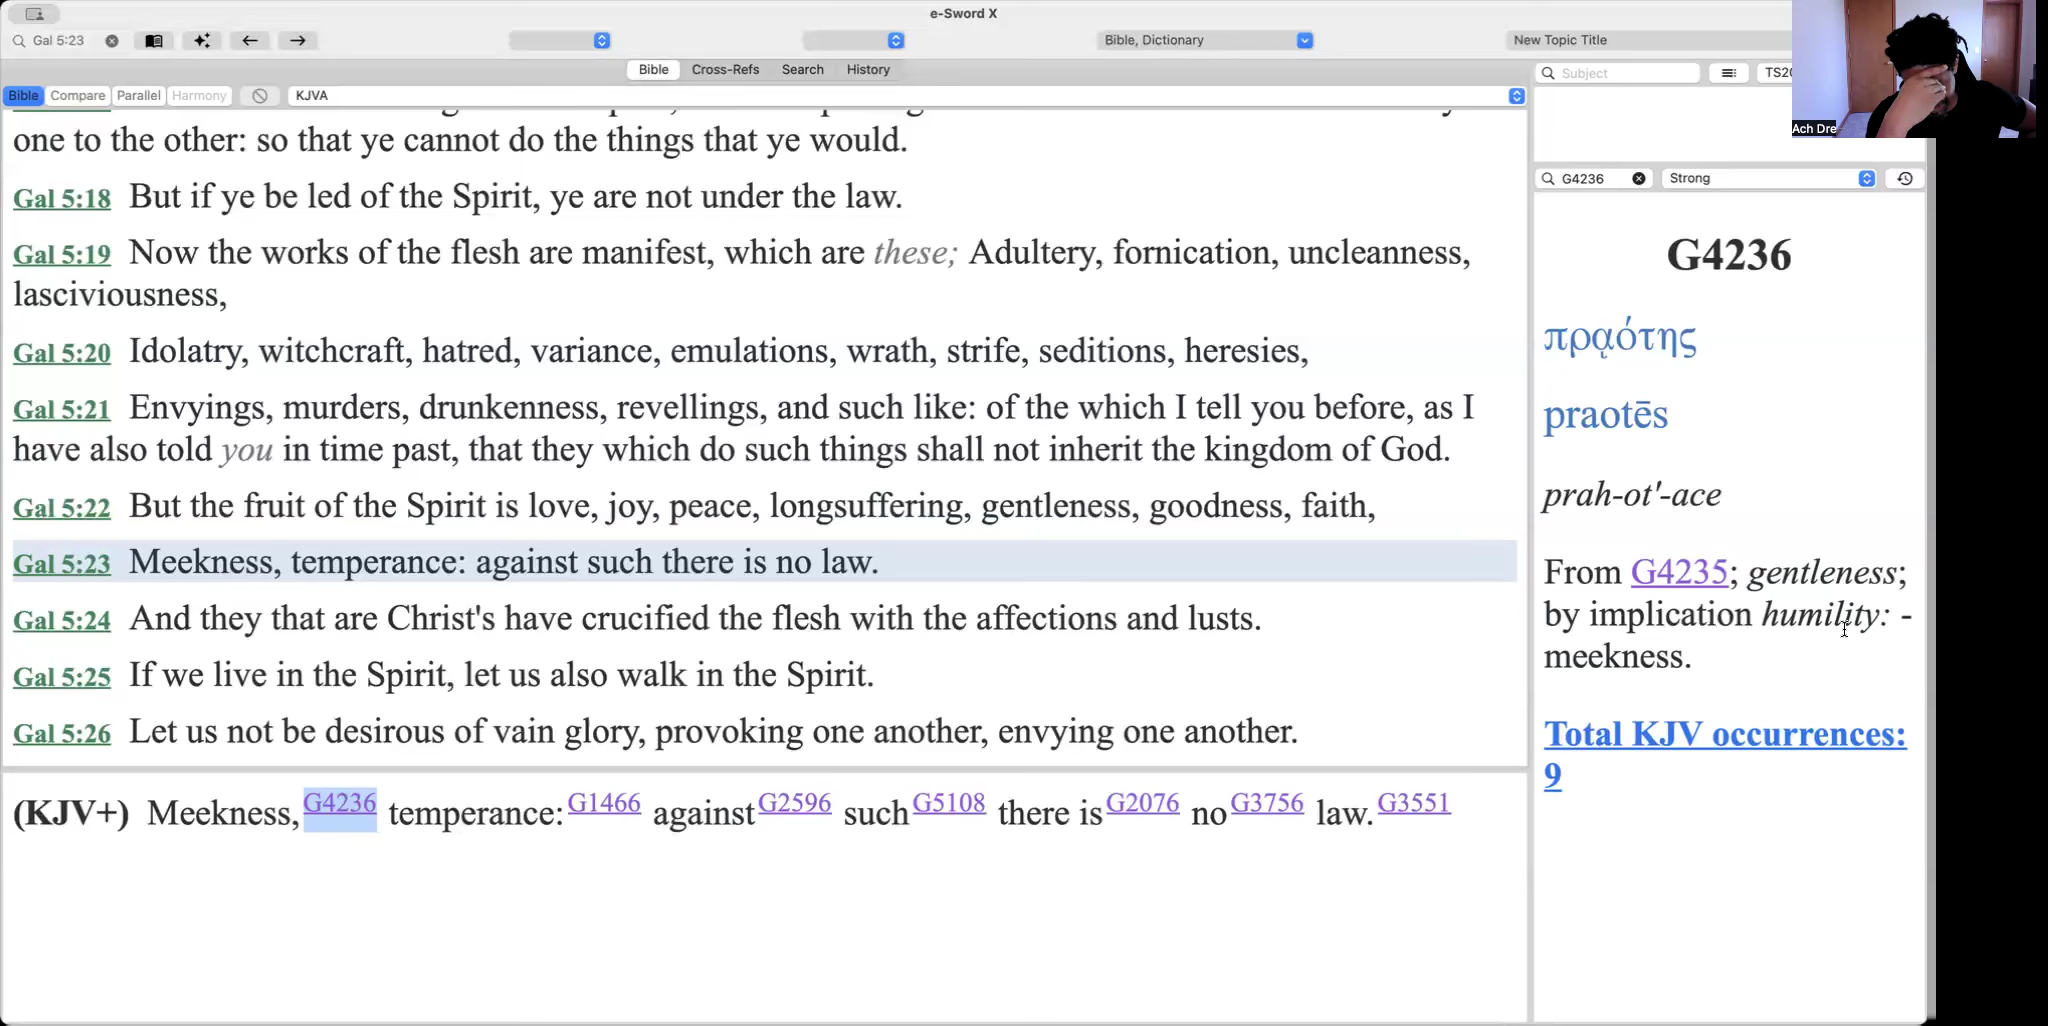 e-Sword X
Gal 5:23
Bible, Dictionary
New Topic Title
Bible Cross-Refs Search History
Subject
TS20
Ach Dre
Bible Compare Parallel Harmony
KJVA
one to the other: so that ye cannot do the things that ye would.
Gal 5:18 But if ye be led of the Spirit, ye are not under the law.
Gal 5:19 Now the works of the flesh are manifest, which are these; Adultery, fornication, uncleanness,
lasciviousness,
Gal 5:20 Idolatry, witchcraft, hatred, variance, emulations, wrath, strife, seditions, heresies,
Gal 5:21 Envyings, murders, drunkenness, revellings, and such like: of the which I tell you before, as I
have also told you in time past, that they which do such things shall not inherit the kingdom of God.
Gal 5:22 But the fruit of the Spirit is love, joy, peace, longsuffering, gentleness, goodness, faith,
Gal 5:23 Meekness, temperance: against such there is no law.
Gal 5:24 And they that are Christ's have crucified the flesh with the affections and lusts.
Gal 5:25 If we live in the Spirit, let us also walk in the Spirit.
Gal 5:26 Let us not be desirous of vain glory, provoking one another, envying one another.
(KJV+) Meekness,G4236 temperance:G1466 againstG2596 suchG5108 there isG2076 noG3756 law.G3551
G4236
Strong
G4236
πρᾳότης
praotēs
prah-ot'-ace
From G4235; gentleness;
by implication humility: -
meekness.
Total KJV occurrences:
9